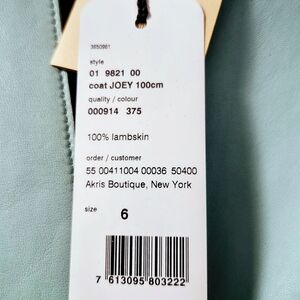 3650961
style
01 9821 00
coat JOEY 100cm
quality / colour
000914 375
100% lambskin
order / customer
55 00411004 00036 50400
Akris Boutique, New York
size
6
7 613095 803222